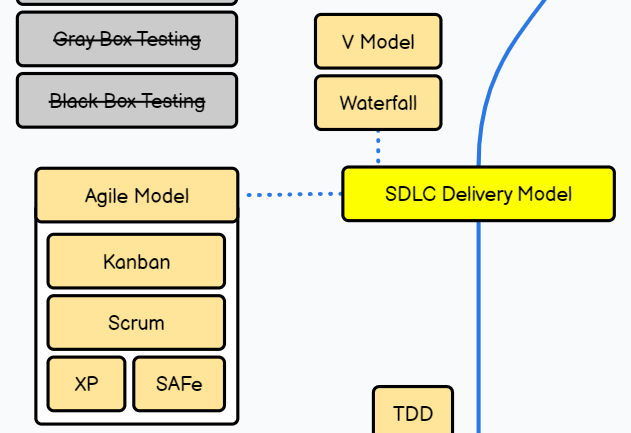 Gray Box Testing
Black Box Testing
V Model
Waterfall
Agile Model
SDLC Delivery Model
Kanban
Scrum
XP
SAFe
TDD